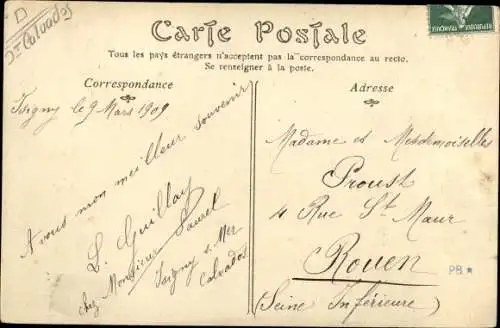 D
Dt Calvados
Carte Postale
Tous les pays étrangers n'acceptent pas la correspondance au recto.
Se renseigner à la poste.
Correspondance
Adresse
Isigny le 9 Mars 1909
A vous mon meilleur souvenir
L. Guillay
chez Monsieur Saurel
Isigny s Mer
Calvados
Madame et Mesdemoiselles
Proust
4 Rue St Maur
Rouen
(Seine Inférieure)
PB *